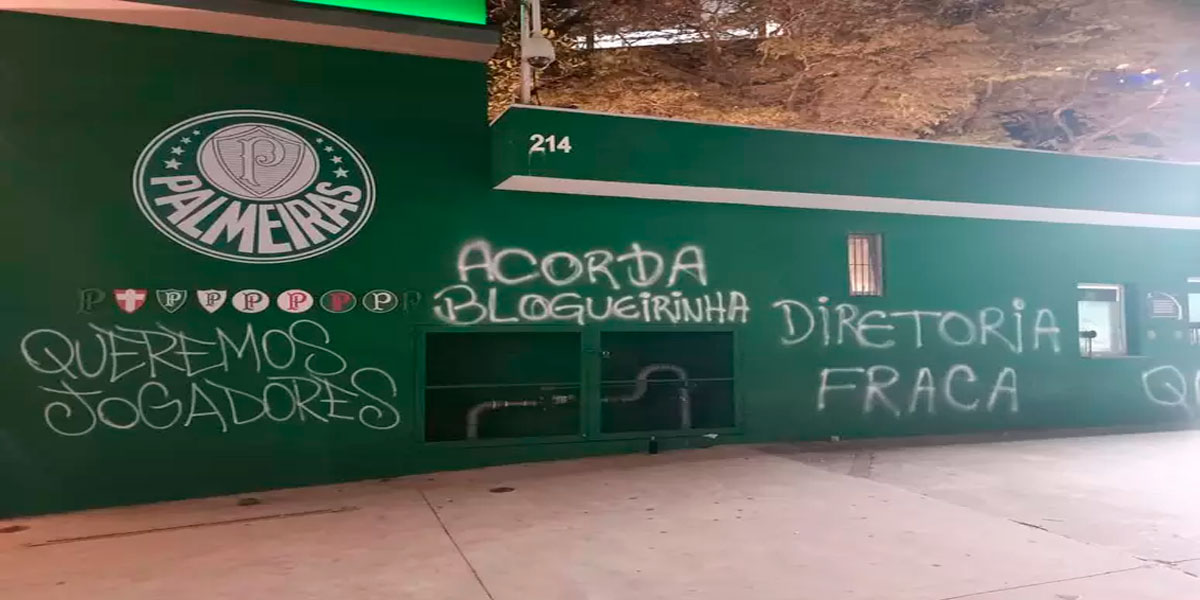 214
PALMEIRAS
ACORDA
BLOGUEIRINHA
QUEREMOS
JOGADORES
DIRETORIA
FRACA